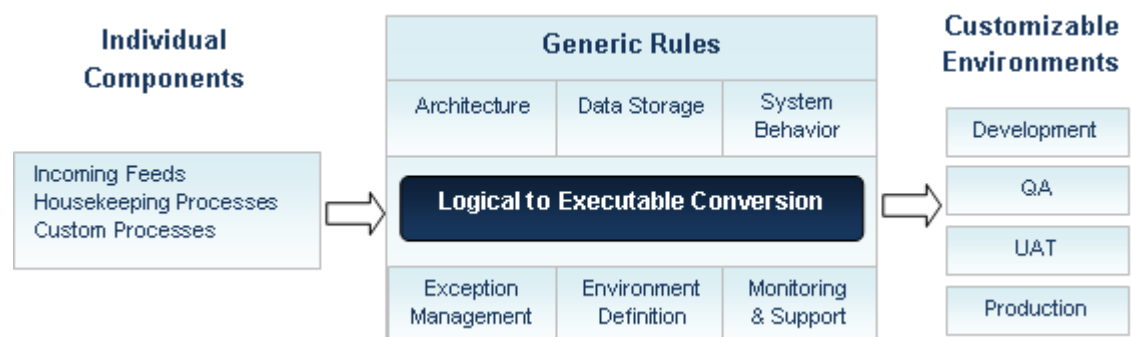 Individual
Components
Incoming Feeds
Housekeeping Processes
Custom Processes
Generic Rules
Architecture
Data Storage
System
Behavior
Logical to Executable Conversion
Exception
Management
Environment
Definition
Monitoring
& Support
Customizable
Environments
Development
QA
UAT
Production